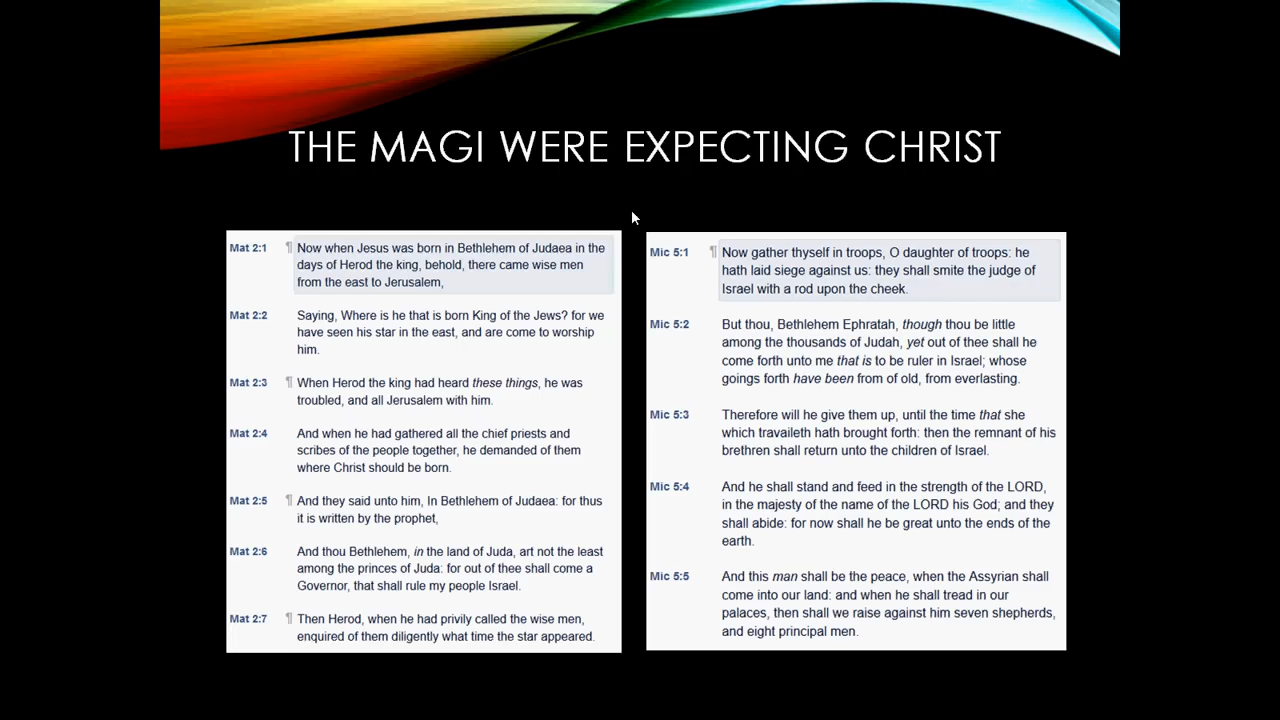 THE MAGI WERE EXPECTING CHRIST
Mat 2:1 ¶ Now when Jesus was born in Bethlehem of Judaea in the
days of Herod the king, behold, there came wise men
from the east to Jerusalem,
Mat 2:2 Saying, Where is he that is born King of the Jews? for we
have seen his star in the east, and are come to worship
him.
Mat 2:3 ¶ When Herod the king had heard these things, he was
troubled, and all Jerusalem with him.
Mat 2:4 And when he had gathered all the chief priests and
scribes of the people together, he demanded of them
where Christ should be born.
Mat 2:5 ¶ And they said unto him, In Bethlehem of Judaea: for thus
it is written by the prophet,
Mat 2:6 And thou Bethlehem, in the land of Juda, art not the least
among the princes of Juda: for out of thee shall come a
Governor, that shall rule my people Israel.
Mat 2:7 ¶ Then Herod, when he had privily called the wise men,
enquired of them diligently what time the star appeared.
Mic 5:1 ¶ Now gather thyself in troops, O daughter of troops: he
hath laid siege against us: they shall smite the judge of
Israel with a rod upon the cheek.
Mic 5:2 But thou, Bethlehem Ephratah, though thou be little
among the thousands of Judah, yet out of thee shall he
come forth unto me that is to be ruler in Israel; whose
goings forth have been from of old, from everlasting.
Mic 5:3 Therefore will he give them up, until the time that she
which travaileth hath brought forth: then the remnant of his
brethren shall return unto the children of Israel.
Mic 5:4 And he shall stand and feed in the strength of the LORD,
in the majesty of the name of the LORD his God; and they
shall abide: for now shall he be great unto the ends of the
earth.
Mic 5:5 And this man shall be the peace, when the Assyrian shall
come into our land: and when he shall tread in our
palaces, then shall we raise against him seven shepherds,
and eight principal men.